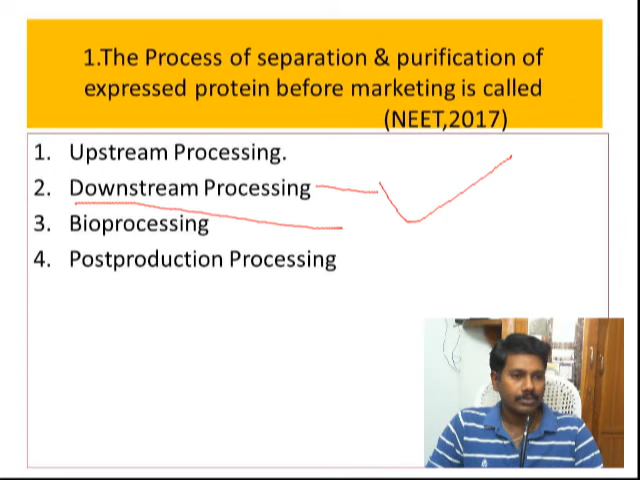 1.The Process of separation & purification of
expressed protein before marketing is called
(NEET,2017)
1. Upstream Processing.
2. Downstream Processing
3. Bioprocessing
4. Postproduction Processing